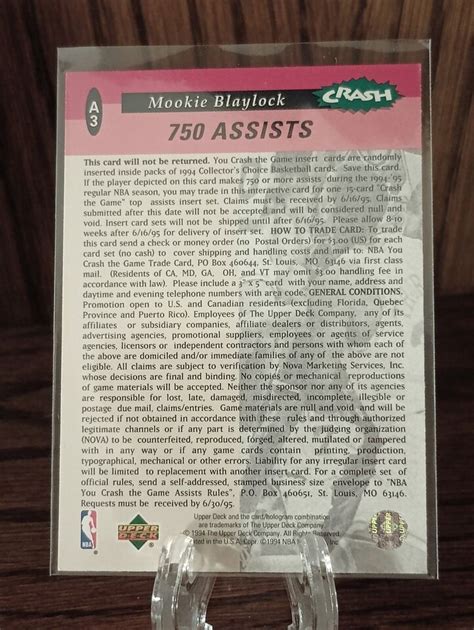 A
3
Mookie Blaylock
CRASH
750 ASSISTS
This card will not be returned. You Crash the Game insert cards are randomly
inserted inside packs of 1994 Collector's Choice Basketball cards. Save this card.
If the player depicted on this card makes 750 or more assists during the 1994-95
regular NBA season, you may trade in this interactive card for one 15-card "Crash
the Game" top assists insert set. Claims must be received by 6/16/95. Claims
submitted after this date will not be accepted and will be considered null and
void. Insert card sets will not be shipped until 6/16/95. Please allow 8-10
weeks after 6/16/95 for delivery of insert set. HOW TO TRADE CARD: To trade
this card send a check or money order (no Postal Orders) for $3.00 (US) for each
card set (no cash) to cover shipping and handling costs and mail to: NBA You
Crash the Game Trade Card, PO Box 460644, St. Louis, MO 63146 via first class
mail. (Residents of CA, MD, GA, OH, and VT may omit $1.00 handling fee in
accordance with law). Please include a 3" x 5" card with your name, address and
daytime and evening telephone numbers with area code. GENERAL CONDITIONS.
Promotion open to U.S. and Canadian residents (excluding Florida, Quebec
Province and Puerto Rico). Employees of The Upper Deck Company, any of its
affiliates or subsidiary companies, affiliate dealers or distributors, agents,
advertising agencies, promotional suppliers, employees or agents of service
agencies, licensors or independent contractors and persons with whom each of
the above are domiciled and/or immediate families of any of the above are not
eligible. All claims are subject to verification by Nova Marketing Services, Inc.
whose decisions are final and binding. No copies or mechanical reproductions
of game materials will be accepted. Neither the sponsor nor any of its agents
are responsible for lost, late, damaged, misdirected, incomplete, illegible or
postage due mail, claims/entries. Game materials are null and void and will be
rejected if not obtained in accordance with these rules and through authorized
legitimate channels or if any part is determined by the judging organization
(NOVA) to be counterfeited, reproduced, forged, altered, mutilated or tampered
with in any way or if any game cards contain printing, production,
typographical, mechanical or other errors. Liability for any irregular insert card
will be limited to replacement with another insert card. For a complete set of
official rules, send a self-addressed, stamped business size envelope to "NBA
You Crash the Game Assists Rules", P.O. Box 460651, St. Louis, MO 63146.
Requests must be received by 6/30/95.
Upper Deck and the card/hologram combination
are trademarks of The Upper Deck Company.
© 1994 The Upper Deck Company.
in the U.S.A. Copr. ©1994 NBA
NBA
UPPER
DECK